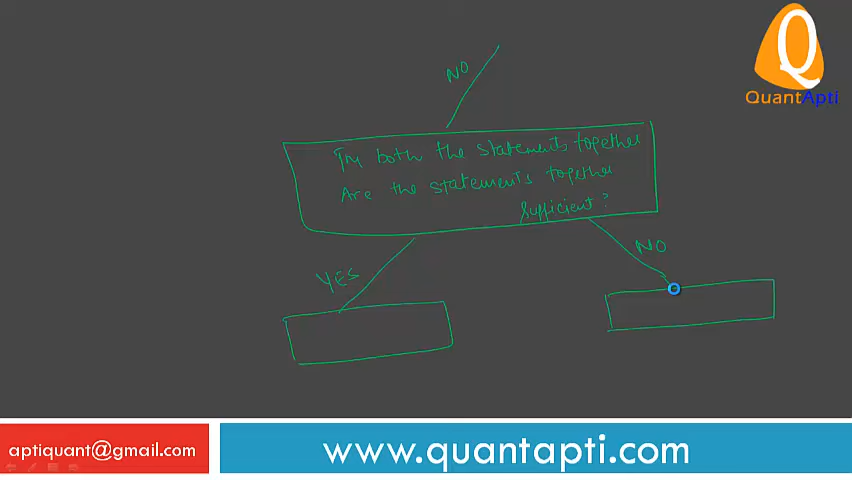 QuantApti
NO
Try both the statements together
Are the statements together
Sufficient?
NO
YES
aptiquant@gmail.com
www.quantapti.com